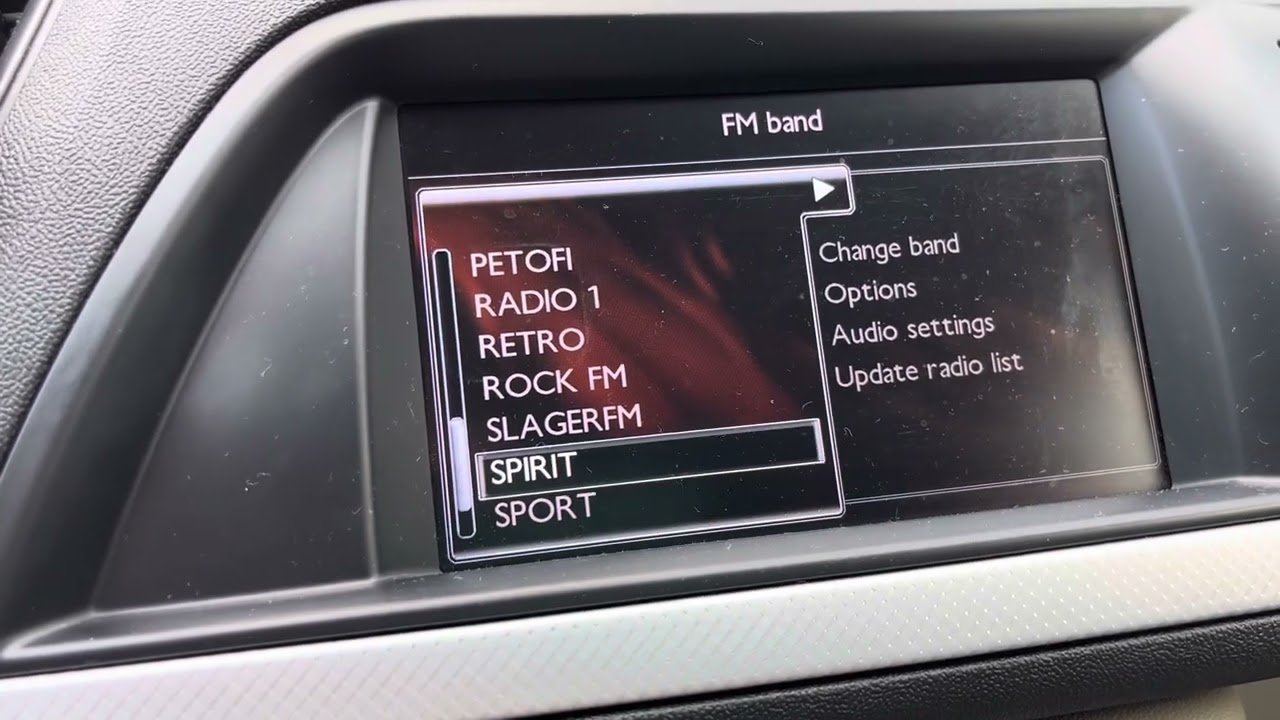 FM band
PETOFI
RADIO 1
RETRO
ROCK FM
SLAGERFM
SPIRIT
SPORT
Change band
Options
Audio settings
Update radio list